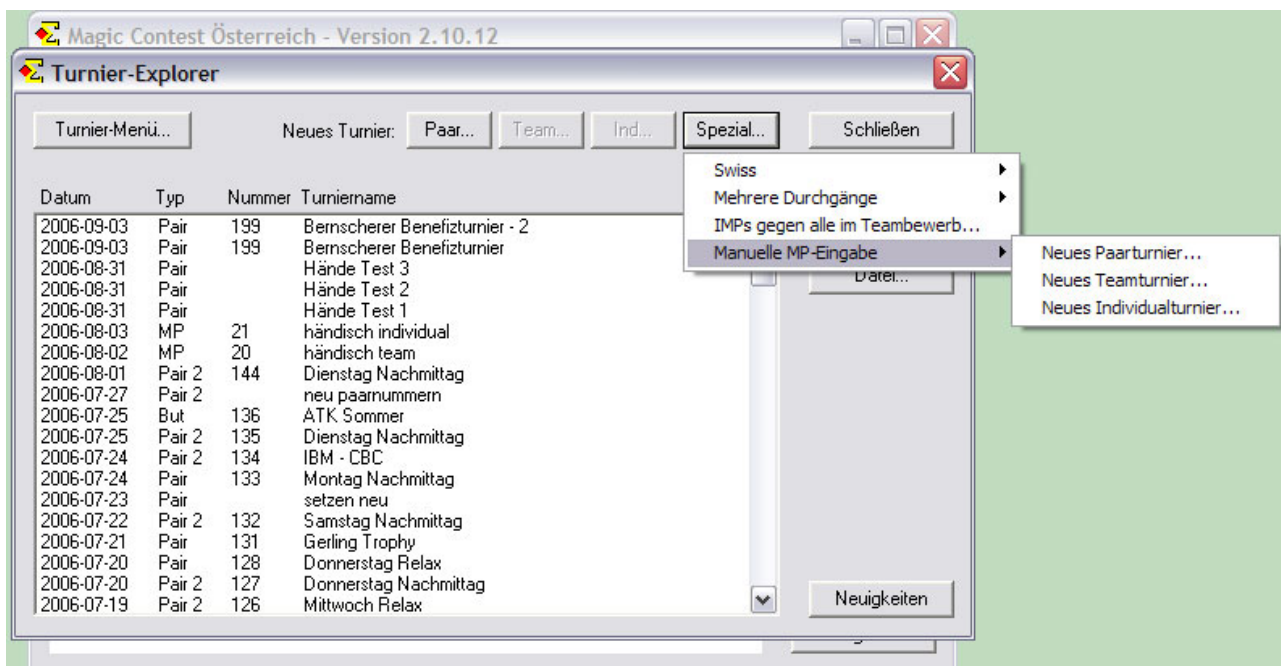 Magic Contest Österreich - Version 2.10.12
Turnier-Explorer
Turnier-Menü... Neues Turnier: Paar... Team... Ind... Spezial... Schließen
Swiss
Mehrere Durchgänge
IMPs gegen alle im Teambewerb...
Manuelle MP-Eingabe
Neues Paarturnier...
Neues Teamturnier...
Neues Individualturnier...
Datei...
Datum Typ Nummer Turniername
2006-09-03 Pair 199 Bernscherer Benefizturnier - 2
2006-09-03 Pair 199 Bernscherer Benefizturnier
2006-08-31 Pair Hände Test 3
2006-08-31 Pair Hände Test 2
2006-08-31 Pair Hände Test 1
2006-08-03 MP 21 händisch individual
2006-08-02 MP 20 händisch team
2006-08-01 Pair 2 144 Dienstag Nachmittag
2006-07-27 Pair 2 neu paarnummern
2006-07-25 But 136 ATK Sommer
2006-07-25 Pair 2 135 Dienstag Nachmittag
2006-07-24 Pair 2 134 IBM - CBC
2006-07-24 Pair 133 Montag Nachmittag
2006-07-23 Pair setzen neu
2006-07-22 Pair 2 132 Samstag Nachmittag
2006-07-21 Pair 131 Gerling Trophy
2006-07-20 Pair 128 Donnerstag Relax
2006-07-20 Pair 2 127 Donnerstag Nachmittag
2006-07-19 Pair 2 126 Mittwoch Relax
Neuigkeiten